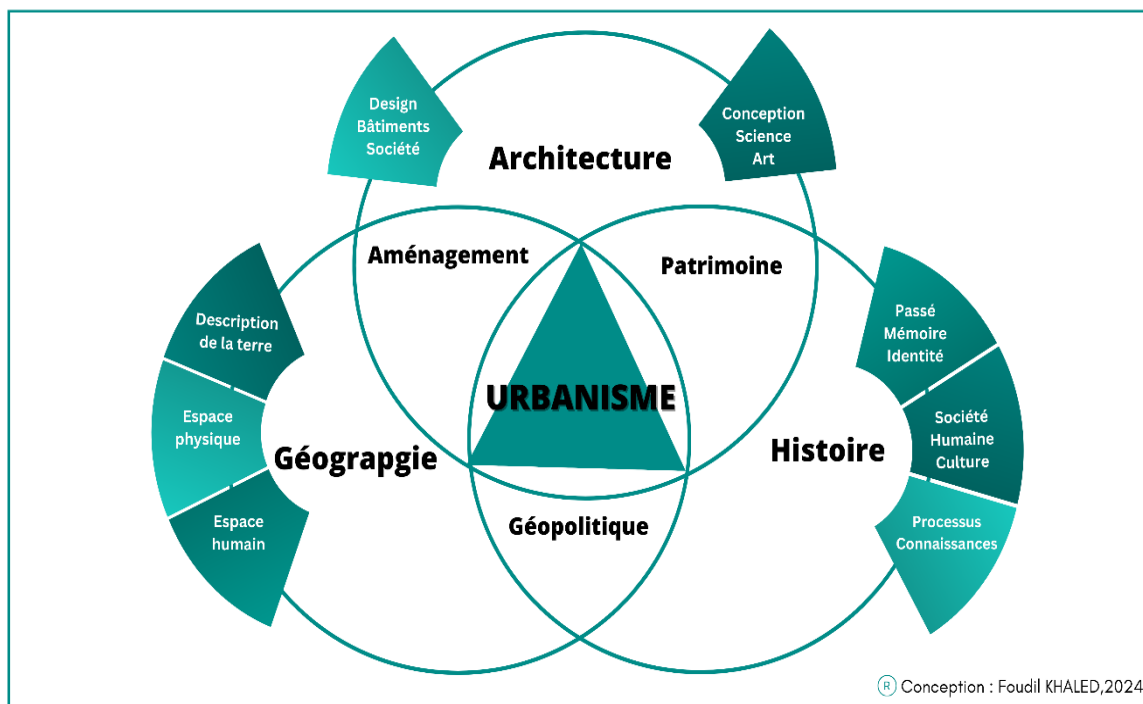 Design
Bâtiments
Société
Conception
Science
Art
Architecture
Aménagement
Patrimoine
Description
de la terre
Espace
physique
Espace
humain
Géograpgie
URBANISME
Histoire
Passé
Mémoire
Identité
Société
Humaine
Culture
Processus
Connaissances
Géopolitique
® Conception : Foudil KHALED,2024